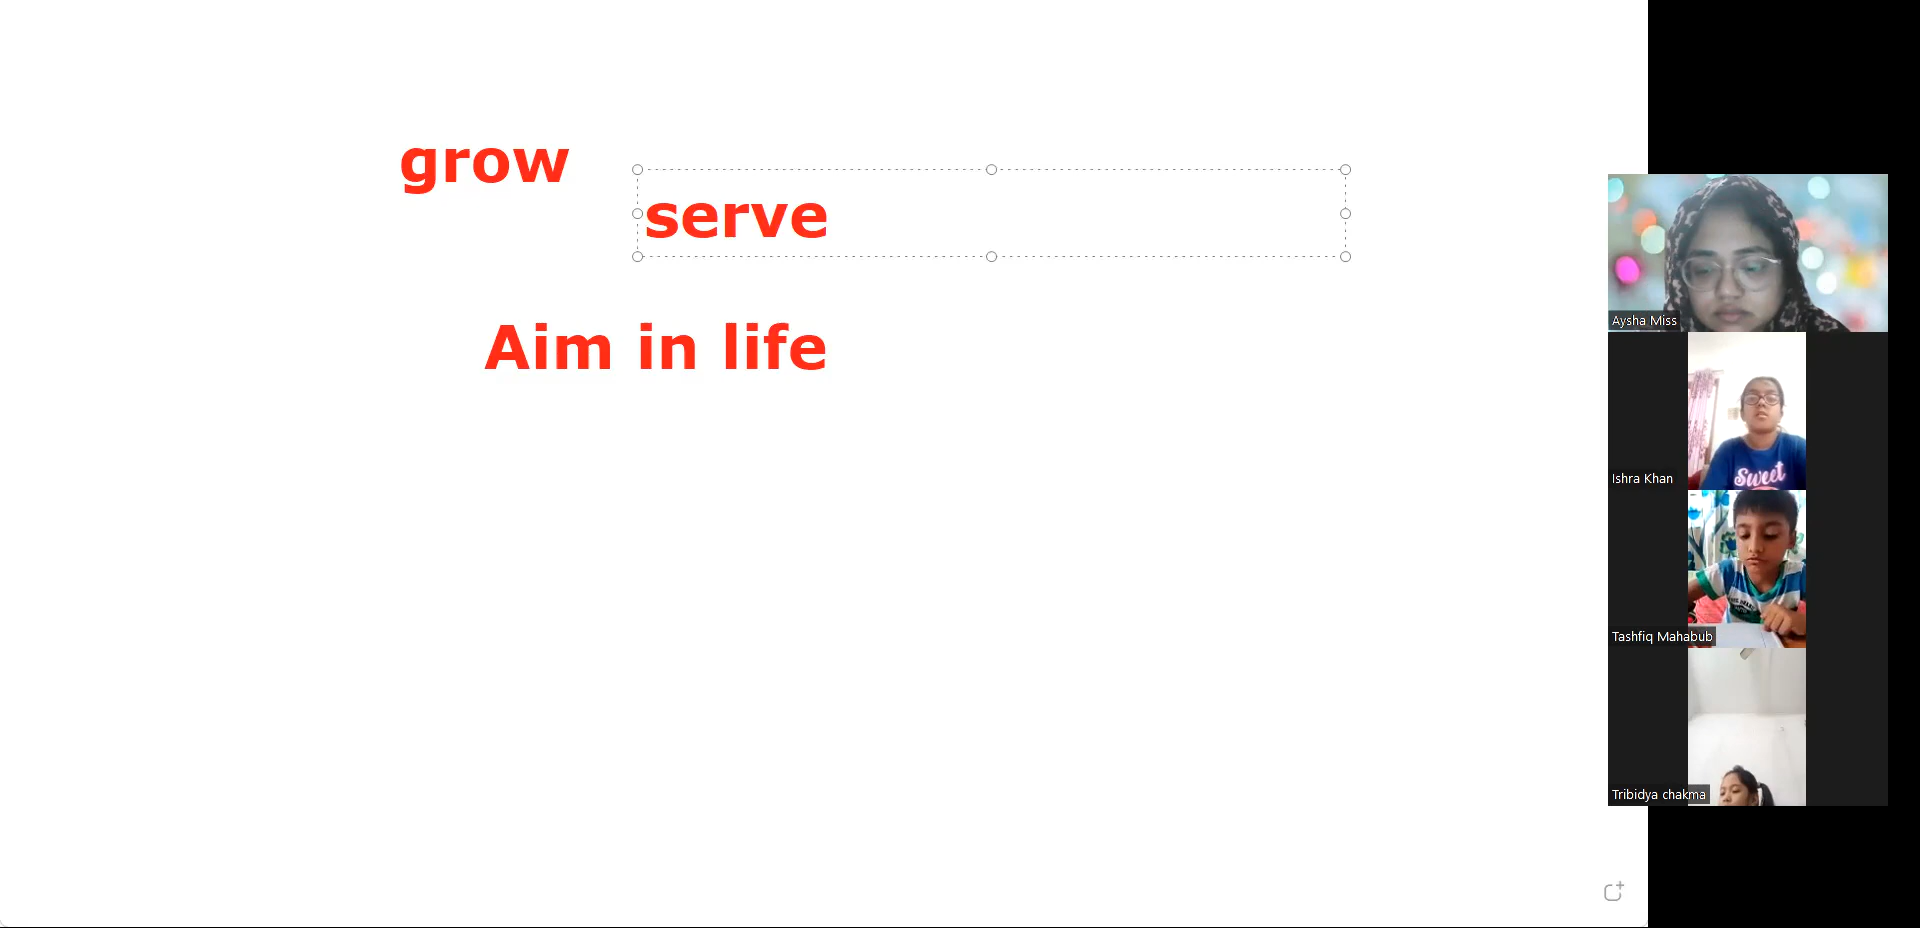 grow
serve
Aim in life
Aysha Miss
Ishra Khan
Sweet
Tashfiq Mahabub
Tribidya chakma